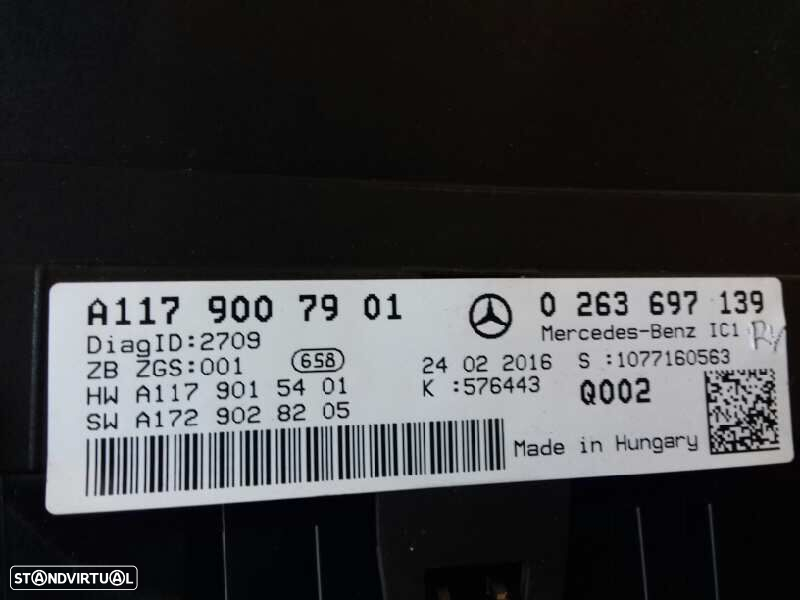 A117 900 79 01
0 263 697 139
Mercedes-Benz IC1
DiagID:2709
ZB ZGS:001
658
24 02 2016 S :1077160563
HW A117 901 54 01
K :576443
Q002
SW A172 902 82 05
Made in Hungary
STANDVIRTUAL